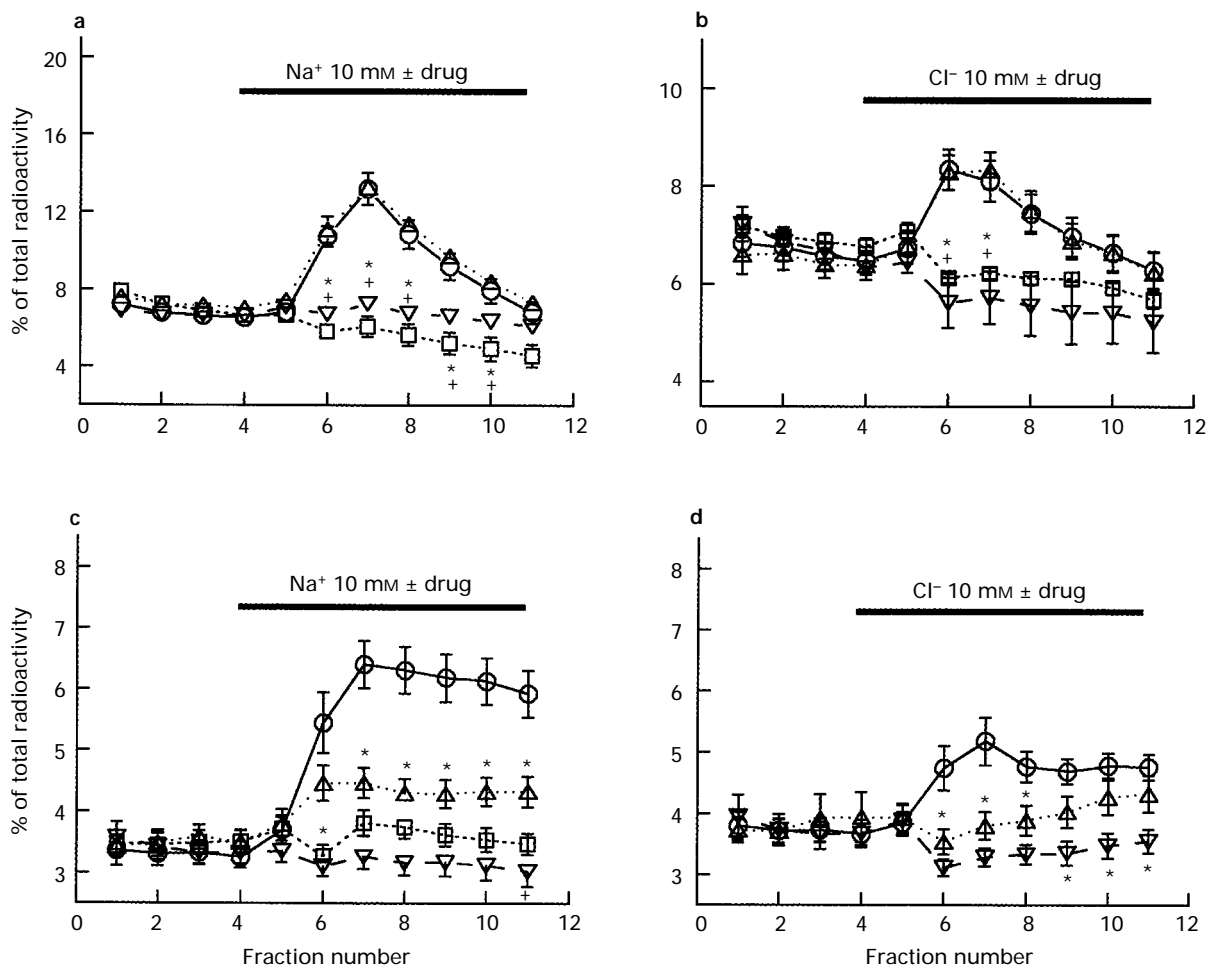 a
20
16
12
8
4
0 2 4 6 8 10 12
% of total radioactivity
Na⁺ 10 mM ± drug
* + * + * +
* + * +
b
10
8
6
4
0 2 4 6 8 10 12
Cl⁻ 10 mM ± drug
* + * +
c
8
7
6
5
4
3
0 2 4 6 8 10 12
% of total radioactivity
Fraction number
Na⁺ 10 mM ± drug
* * * * * *
+
d
8
7
6
5
4
3
0 2 4 6 8 10 12
Fraction number
Cl⁻ 10 mM ± drug
* * *
* * *